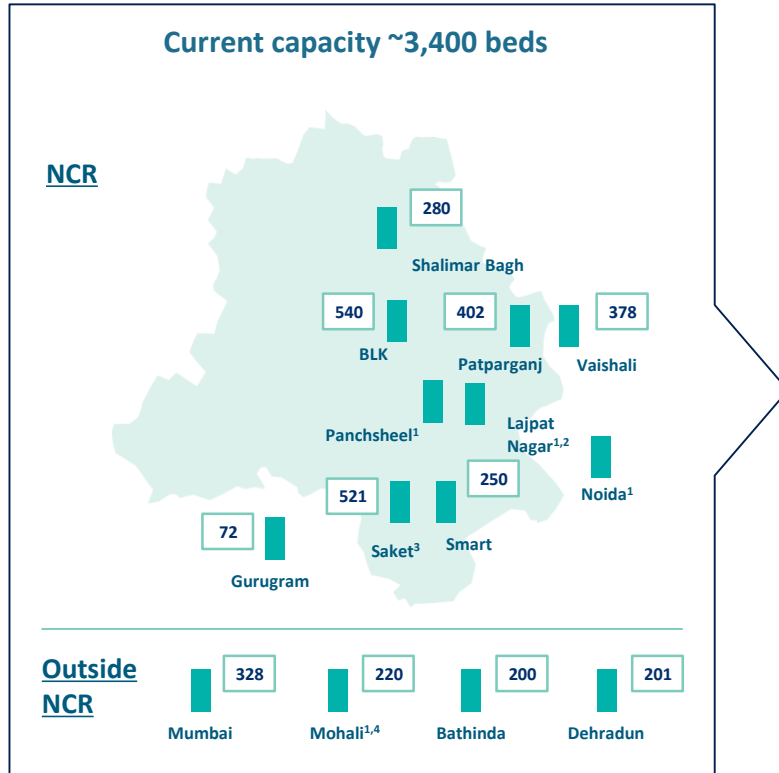 Current capacity ~3,400 beds
NCR
280
Shalimar Bagh
540
BLK
402
Patparganj
378
Vaishali
Panchsheel¹
Lajpat
Nagar¹,²
Noida¹
521
Saket³
250
Smart
72
Gurugram
Outside
NCR
328
Mumbai
220
Mohali¹,⁴
200
Bathinda
201
Dehradun